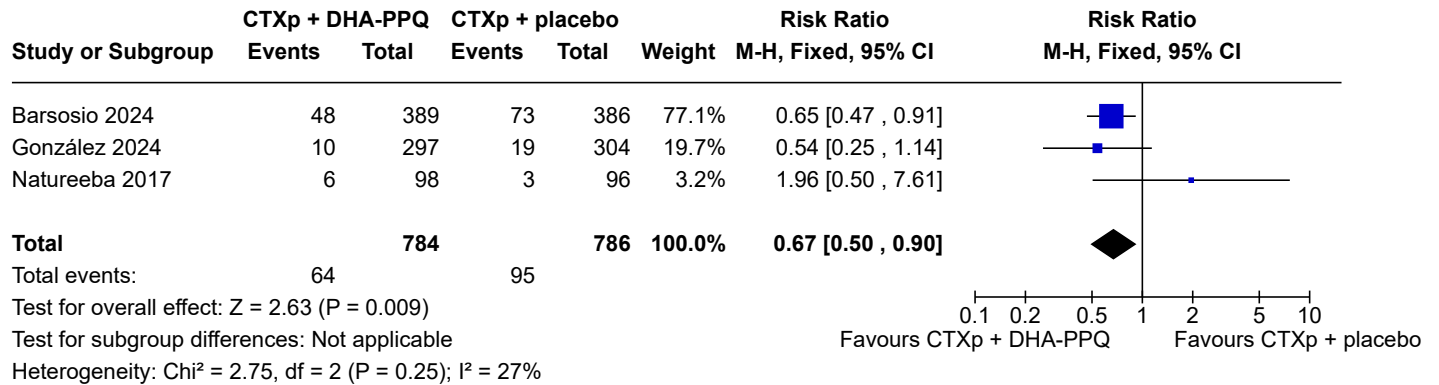 CTXp + DHA-PPQ CTXp + placebo Risk Ratio Risk Ratio
Study or Subgroup Events Total Events Total Weight M-H, Fixed, 95% CI M-H, Fixed, 95% CI
Barsosio 2024 48 389 73 386 77.1% 0.65 [0.47 , 0.91]
González 2024 10 297 19 304 19.7% 0.54 [0.25 , 1.14]
Natureeba 2017 6 98 3 96 3.2% 1.96 [0.50 , 7.61]
Total 784 786 100.0% 0.67 [0.50 , 0.90]
Total events: 64 95
Test for overall effect: Z = 2.63 (P = 0.009)
0.1 0.2 0.5 1 2 5 10
Test for subgroup differences: Not applicable
Favours CTXp + DHA-PPQ Favours CTXp + placebo
Heterogeneity: Chi² = 2.75, df = 2 (P = 0.25); I² = 27%